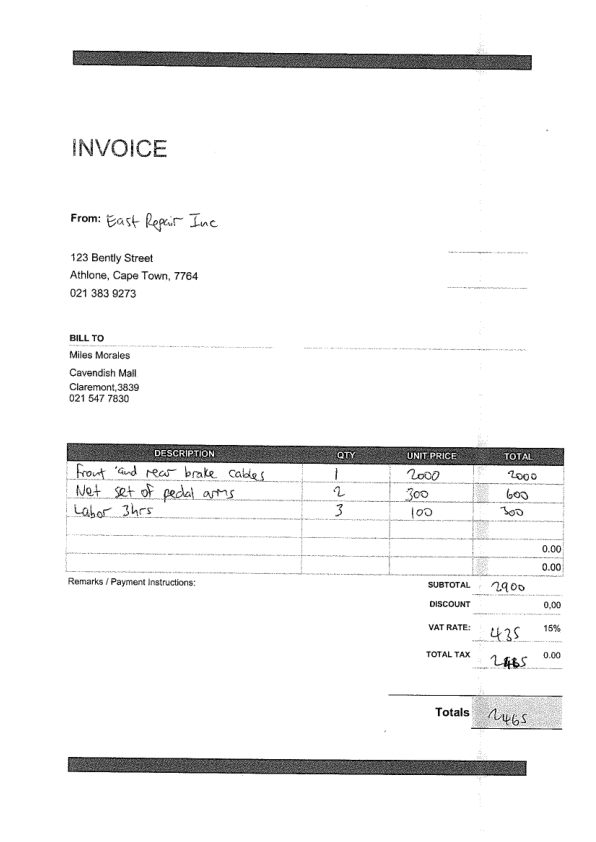 INVOICE
From: East Repair Inc
123 Bently Street
Athlone, Cape Town, 7764
021 383 9273
BILL TO
Miles Morales
Cavendish Mall
Claremont,3839
021 547 7830
DESCRIPTION QTY UNIT PRICE TOTAL
Front and rear brake cables 1 2000 2000
Net set of pedal arms 2 300 600
Labor 3hrs 3 100 300
0.00
0.00
Remarks / Payment Instructions:
SUBTOTAL 2900
DISCOUNT 0,00
VAT RATE: 435 15%
TOTAL TAX 2465 0.00
Totals 2465